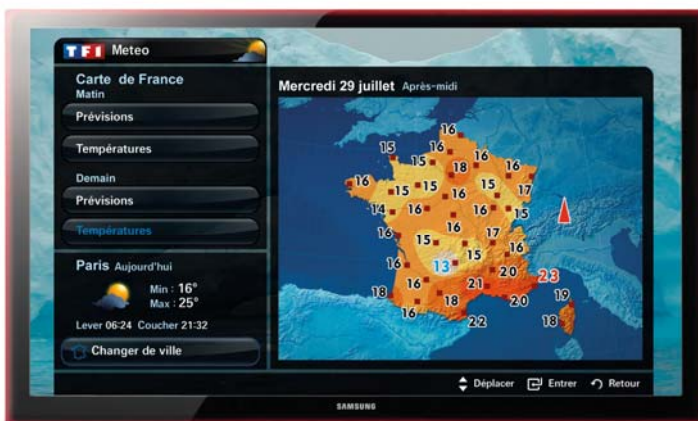 TF1 Meteo
Carte de France
Matin
Prévisions
Températures
Demain
Prévisions
Températures
Paris Aujourd'hui
Min : 16°
Max : 25°
Lever 06:24 Coucher 21:32
Changer de ville
Mercredi 29 juillet Après-midi
16
15 16
15 18 16 16
16 15 15 15 17
14 16 16 16 15
16 16 17
15 15 16
16 13 20 23
18 16 21 20 19
16 18 22 18
Déplacer Entrer Retour
SAMSUNG